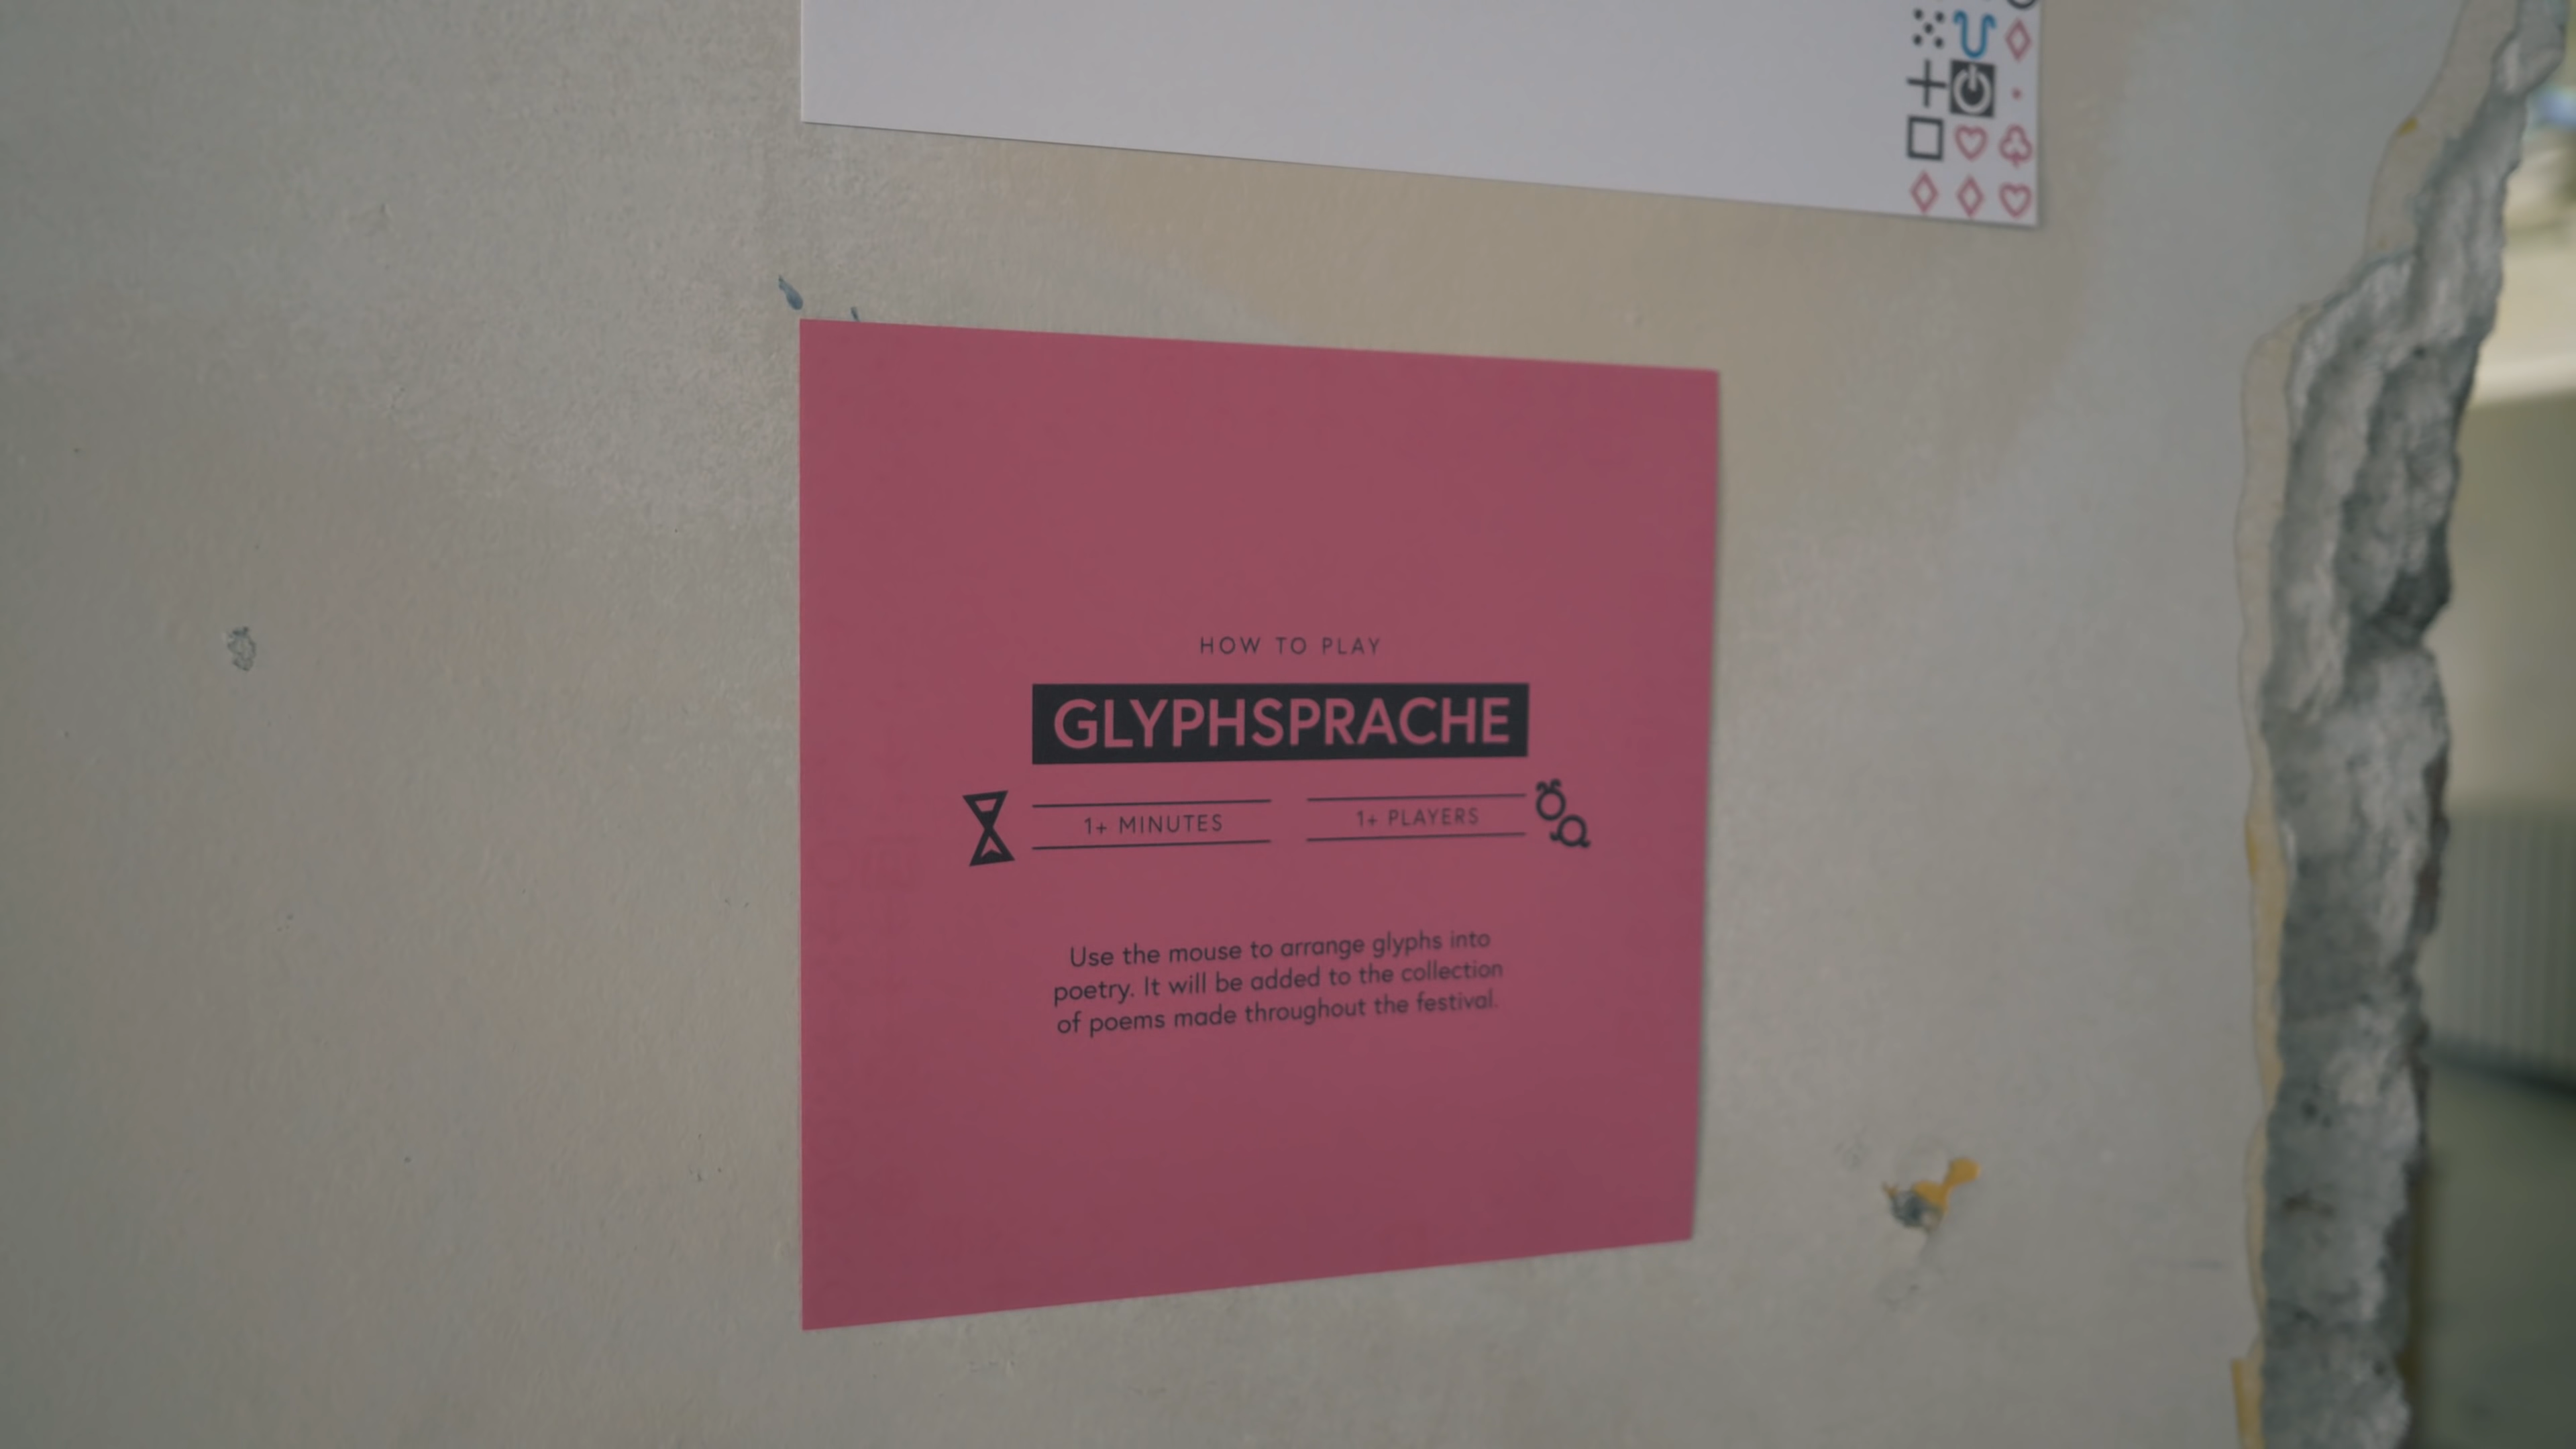 HOW TO PLAY
GLYPHSPRACHE
1+ MINUTES
1+ PLAYERS
Use the mouse to arrange glyphs into
poetry. It will be added to the collection
of poems made throughout the festival.